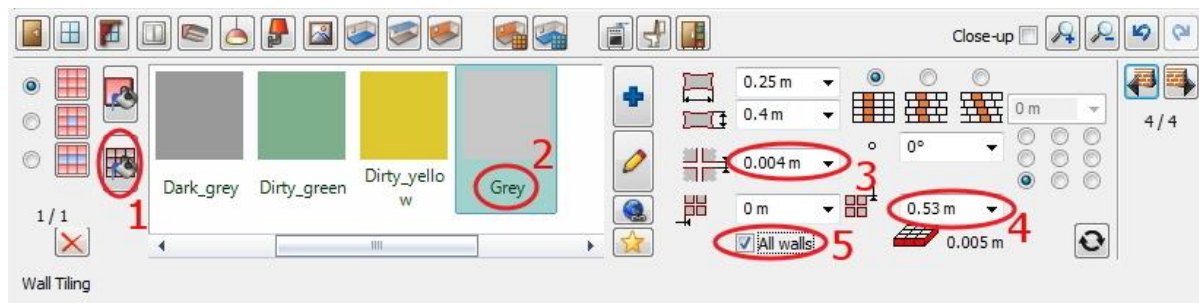 Close-up
0.25 m
0 m
4 / 4
0.4 m
2
0.004 m
0°
3
Dark_grey
Dirty_green
Dirty_yello
w
Grey
1
1 / 1
0 m
0.53 m
4
All walls
5
0.005 m
Wall Tiling